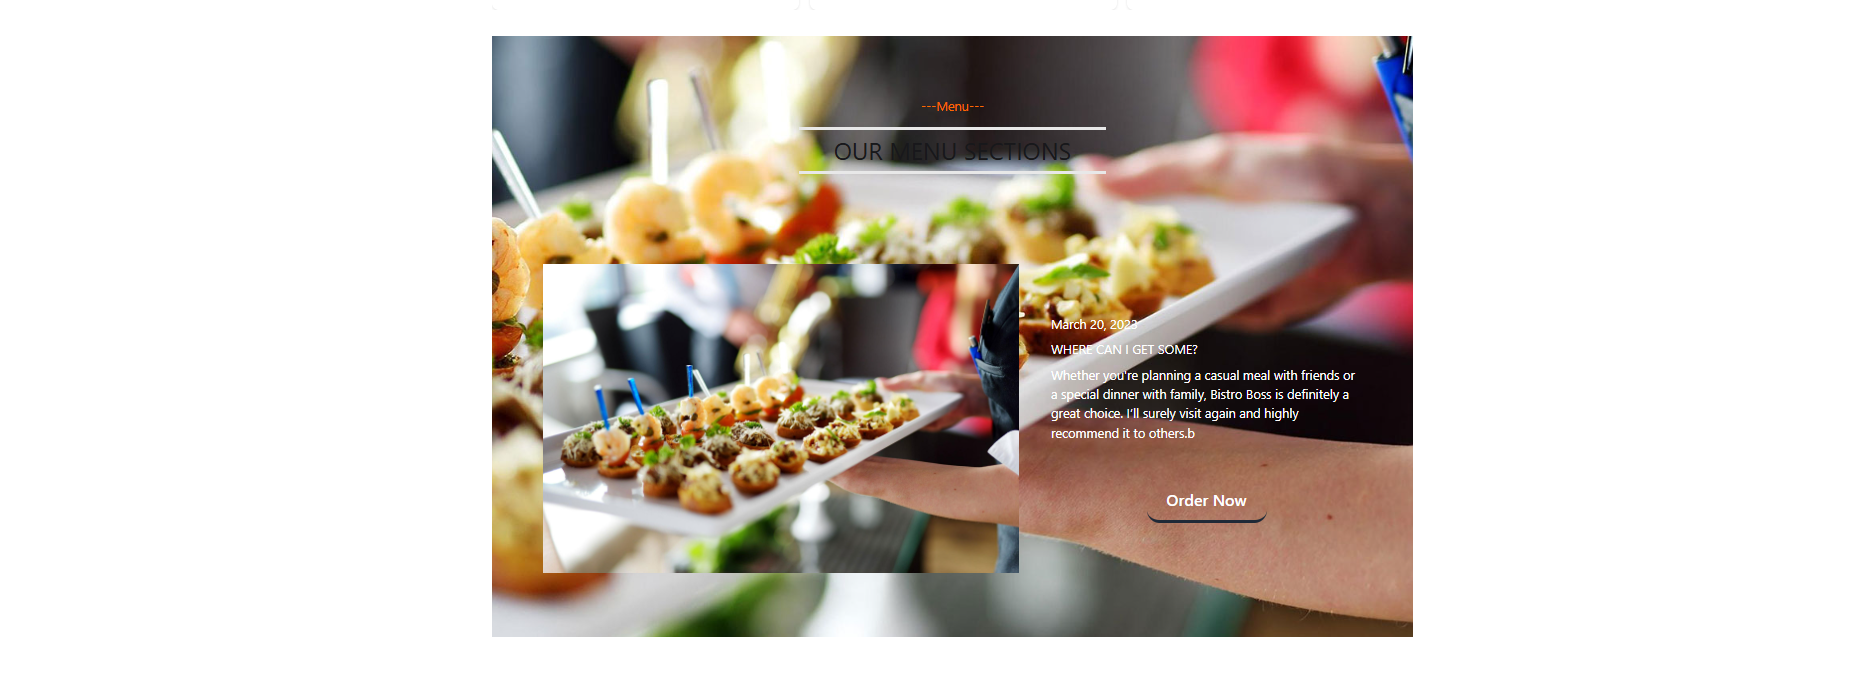 ---Menu---
OUR MENU SECTIONS
March 20, 2023
WHERE CAN I GET SOME?
Whether you're planning a casual meal with friends or
a special dinner with family, Bistro Boss is definitely a
great choice. I'll surely visit again and highly
recommend it to others.b
Order Now